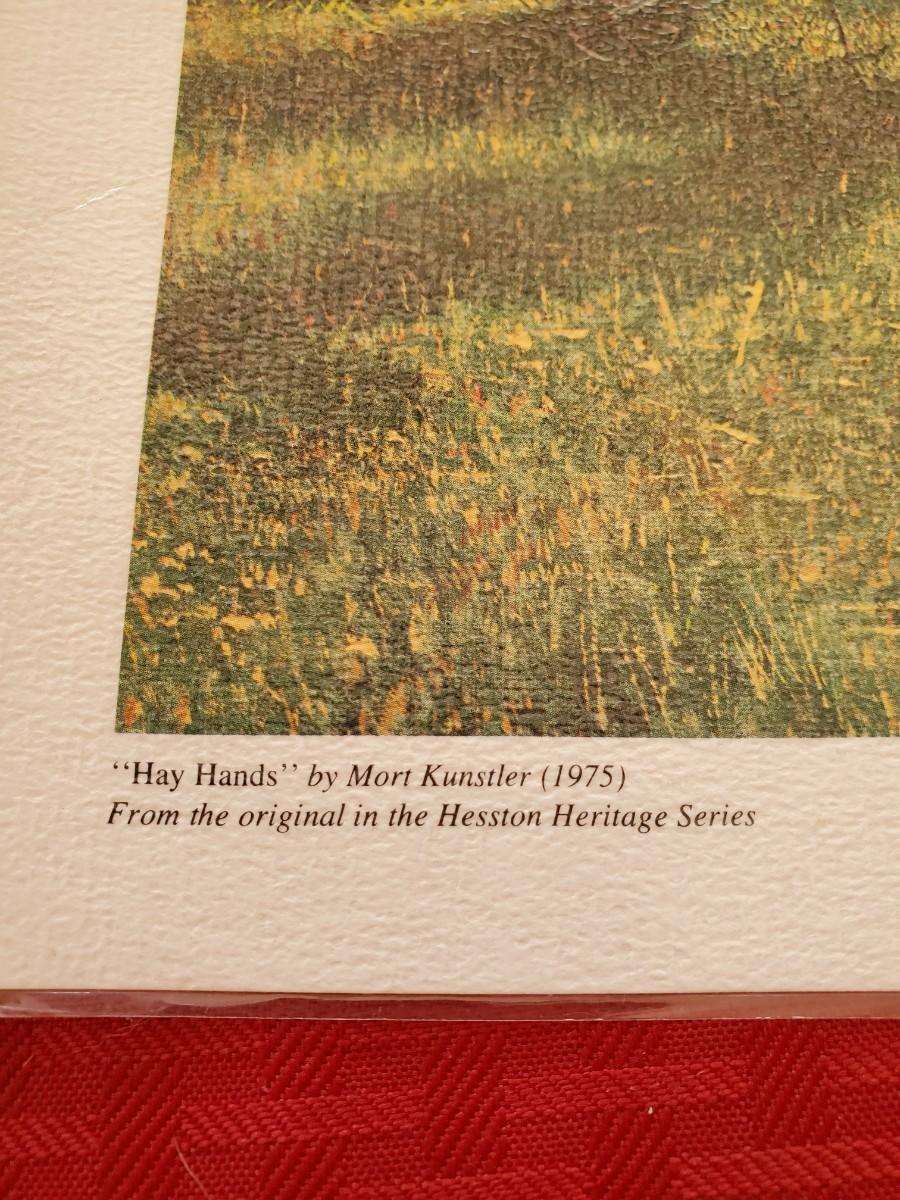 ‘‘Hay Hands’’ by Mort Kunstler (1975)
From the original in the Hesston Heritage Series